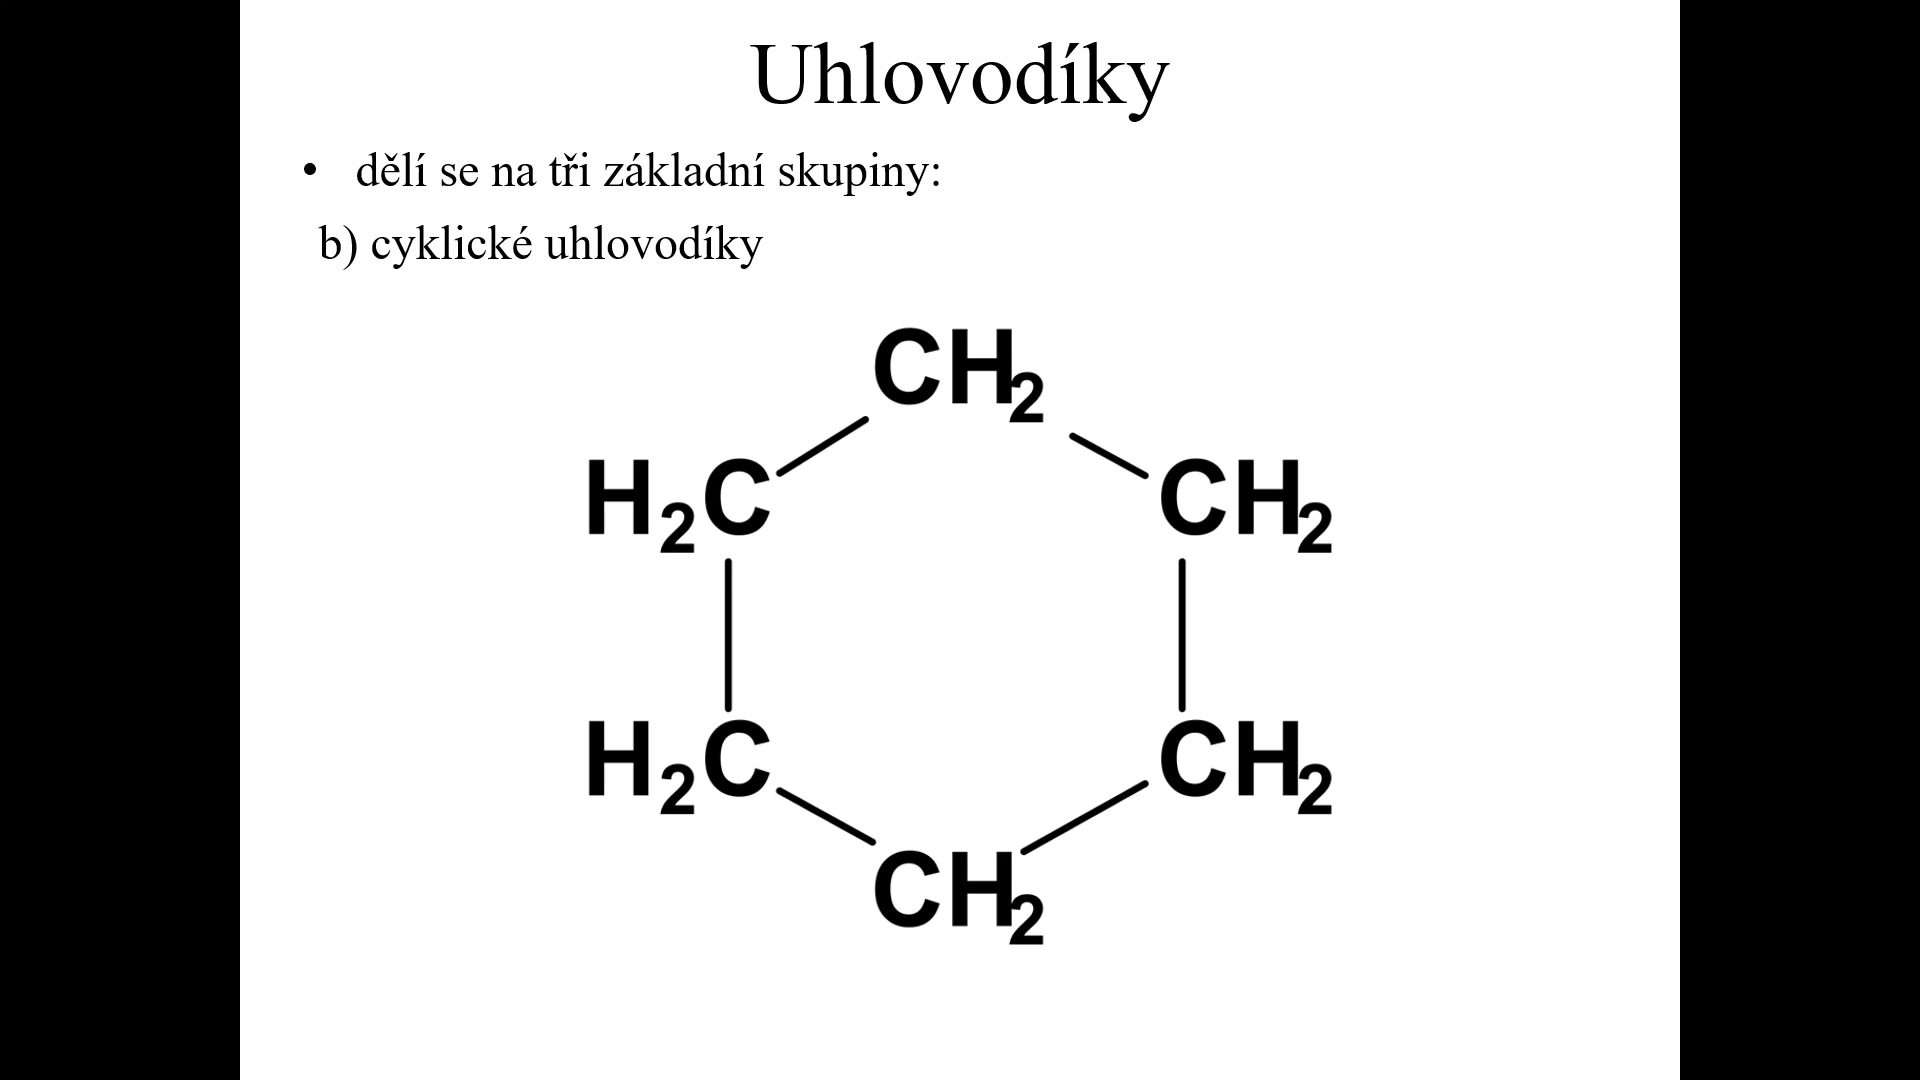 Uhlovodíky
• dělí se na tři základní skupiny:
b) cyklické uhlovodíky
CH₂
H₂C CH₂
H₂C CH₂
CH₂